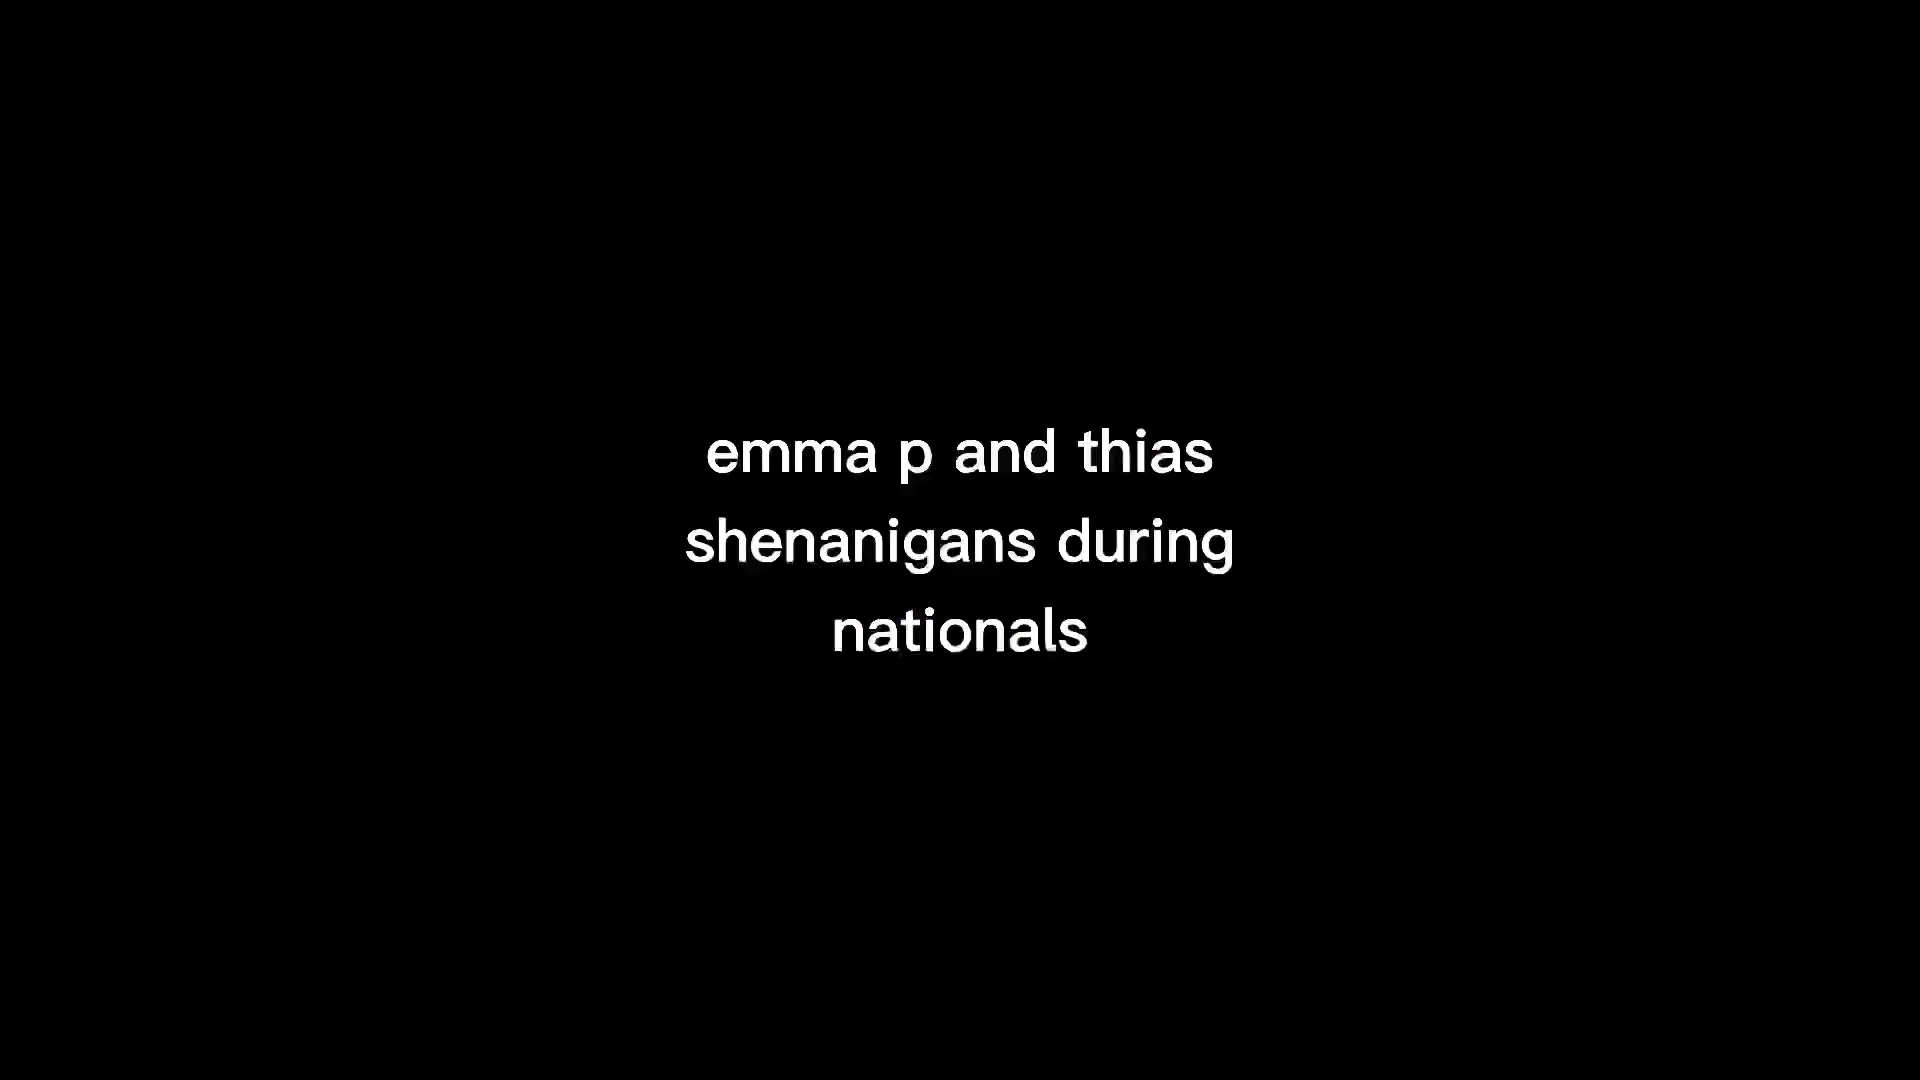 emma p and thias
shenanigans during
nationals